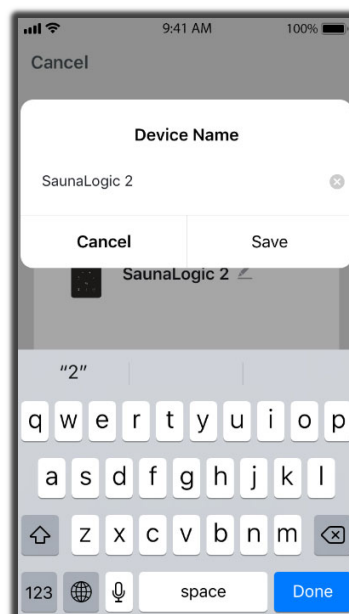 9:41 AM 100%
Cancel
Device Name
SaunaLogic 2
Cancel Save
SaunaLogic 2
“2”
q w e r t y u i o p
a s d f g h j k l
z x c v b n m
123 space Done